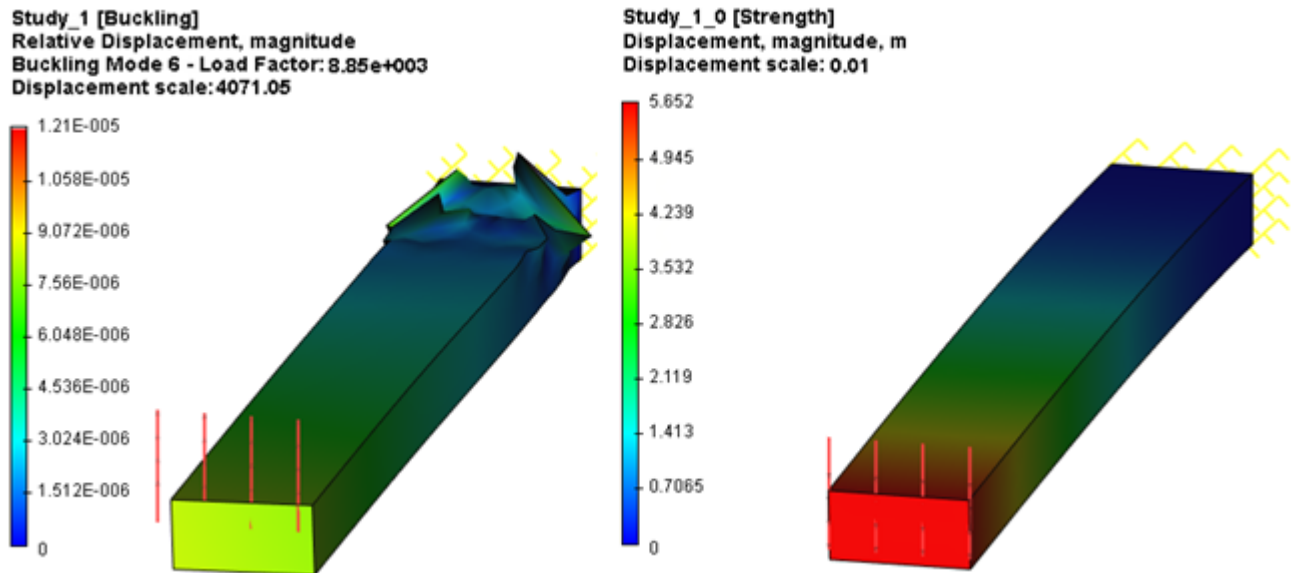 Study_1 [Buckling]
Relative Displacement, magnitude
Buckling Mode 6 - Load Factor: 8.85e+003
Displacement scale: 4071.05
1.21E-005
1.058E-005
9.072E-006
7.56E-006
6.048E-006
4.536E-006
3.024E-006
1.512E-006
0
Study_1_0 [Strength]
Displacement, magnitude, m
Displacement scale: 0.01
5.652
4.945
4.239
3.532
2.826
2.119
1.413
0.7065
0